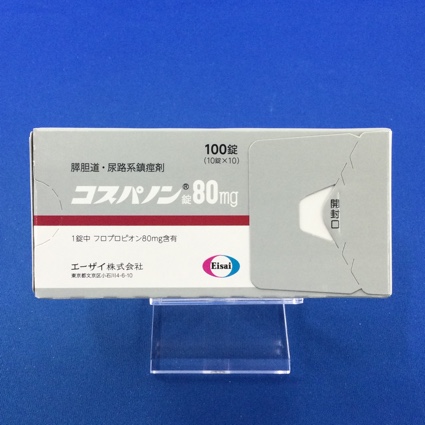 100錠
(10錠×10)
膵胆道・尿路系鎮痙剤
コスパノン®錠80mg
1錠中 フロプロピオン80mg含有
開封口
エーザイ株式会社
東京都文京区小石川4-6-10
Eisai